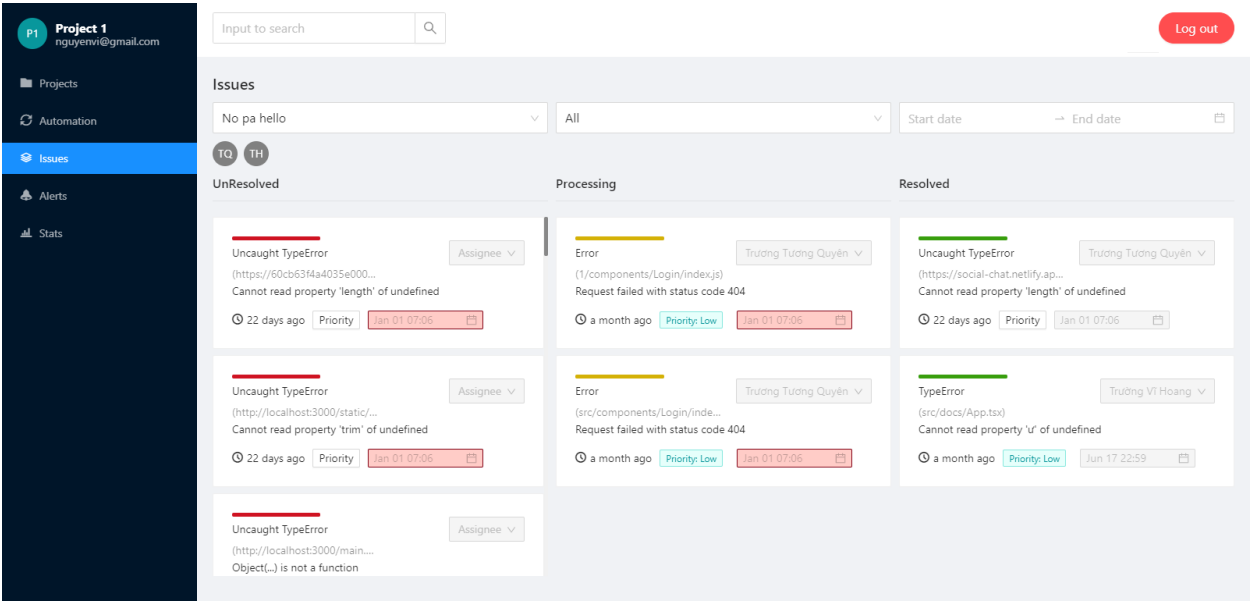 P1
Project 1
nguyenvi@gmail.com
Projects
Automation
Issues
Alerts
Stats
Input to search
Log out
Issues
No pa hello
All
Start date
End date
TQ
TH
UnResolved
Uncaught TypeError
Assignee
(https://60cb63f4a4035e000...
Cannot read property 'length' of undefined
22 days ago
Priority
Jan 01 07:06
Uncaught TypeError
Assignee
(http://localhost:3000/static/...
Cannot read property 'trim' of undefined
22 days ago
Priority
Jan 01 07:06
Uncaught TypeError
Assignee
(http://localhost:3000/main....
Object(...) is not a function
Processing
Error
Trương Tương Quyên
(1/components/Login/index.js)
Request failed with status code 404
a month ago
Priority: Low
Jan 01 07:06
Error
Trương Tương Quyên
(src/components/Login/inde...
Request failed with status code 404
a month ago
Priority: Low
Jan 01 07:06
Resolved
Uncaught TypeError
Trương Tương Quyên
(https://social-chat.netlify.ap...
Cannot read property 'length' of undefined
22 days ago
Priority
Jan 01 07:06
TypeError
Trường Vĩ Hoang
(src/docs/App.tsx)
Cannot read property 'u' of undefined
a month ago
Priority: Low
Jun 17 22:59